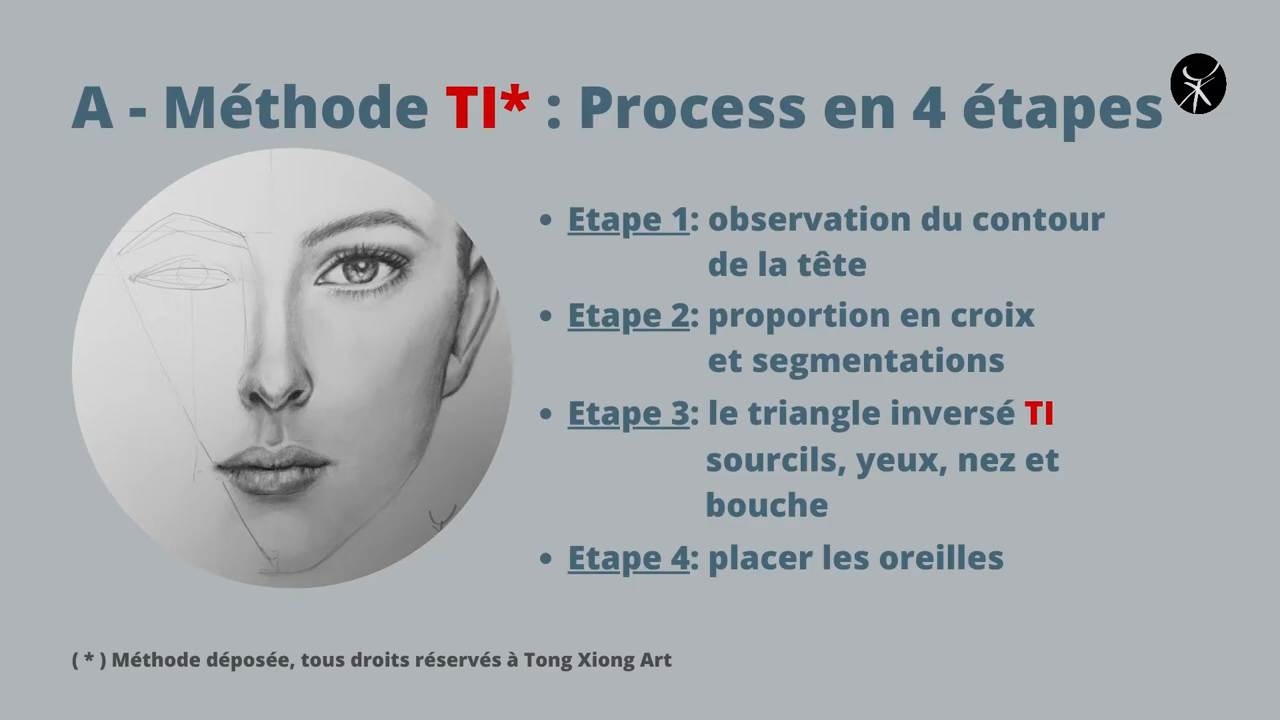 A - Méthode TI* : Process en 4 étapes
• Etape 1: observation du contour
de la tête
• Etape 2: proportion en croix
et segmentations
• Etape 3: le triangle inversé TI
sourcils, yeux, nez et
bouche
• Etape 4: placer les oreilles
( * ) Méthode déposée, tous droits réservés à Tong Xiong Art